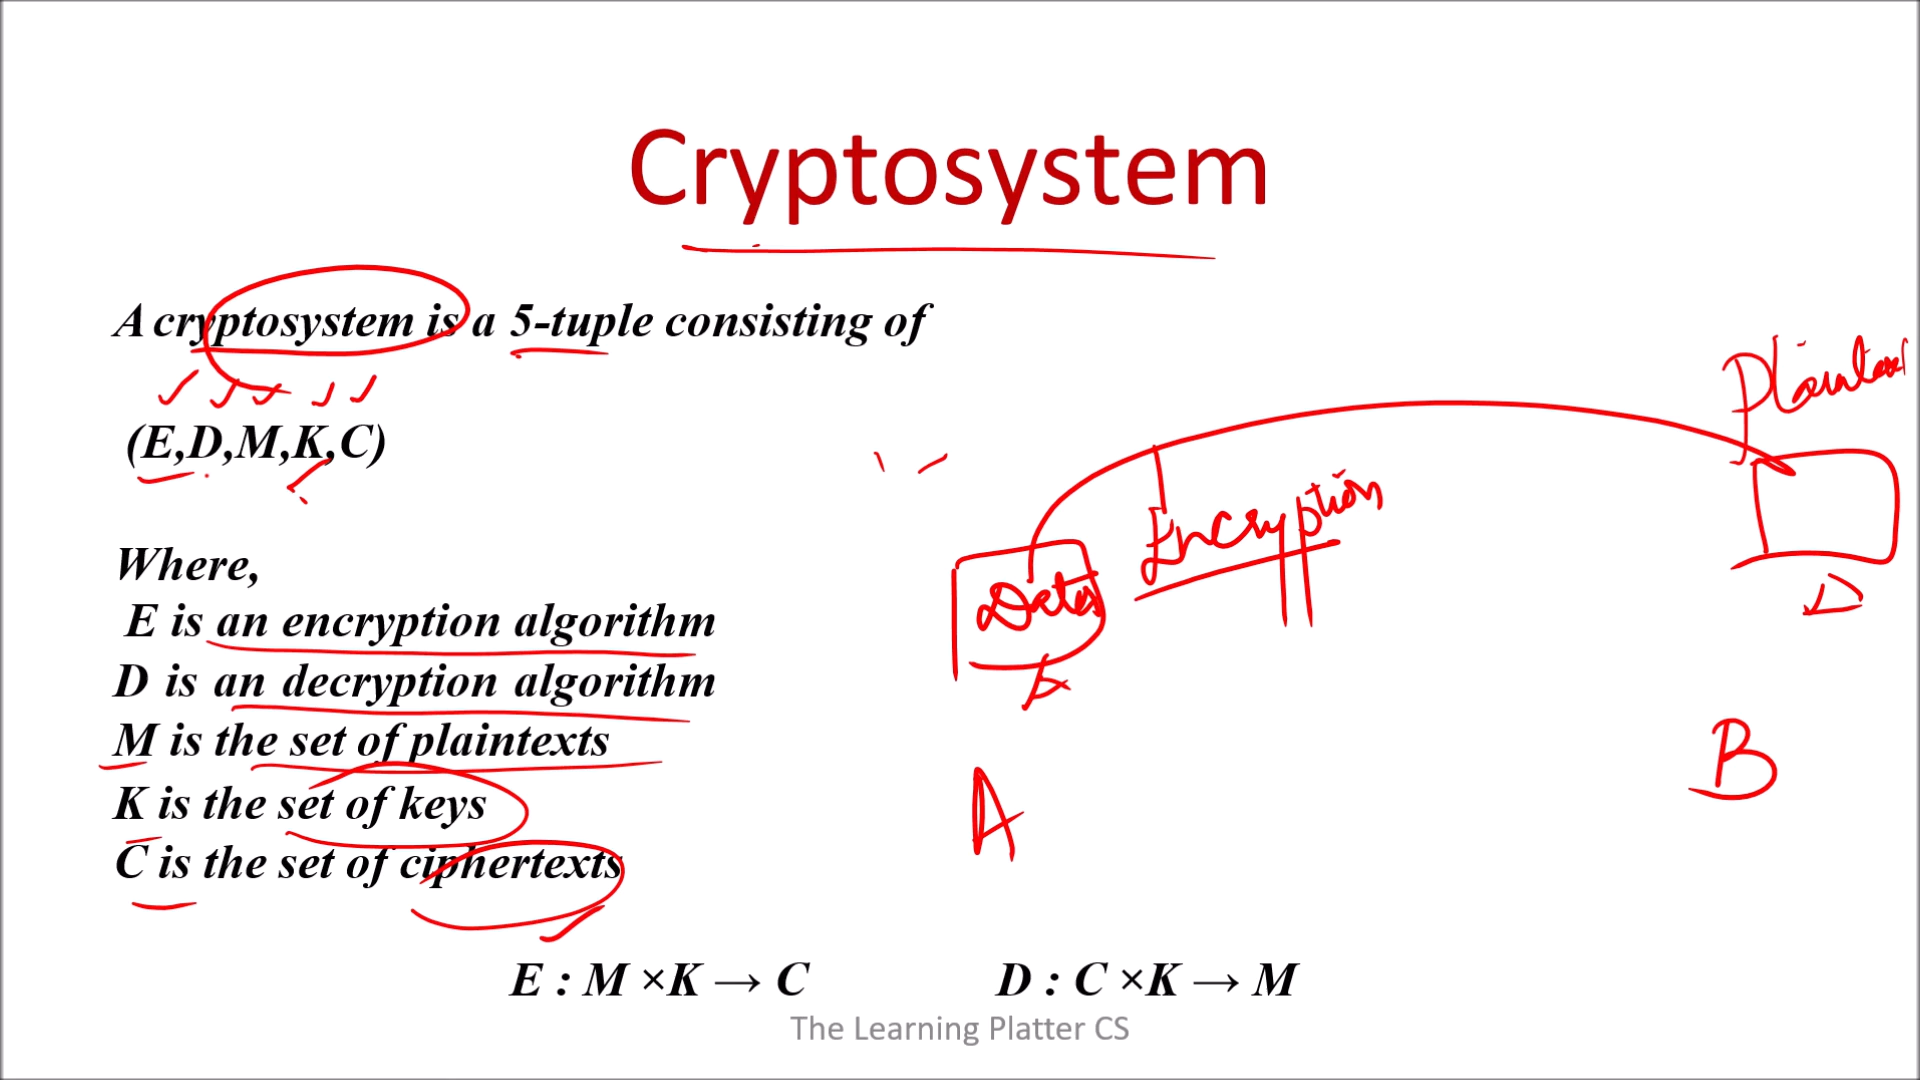 Cryptosystem
A cryptosystem is a 5-tuple consisting of
(E,D,M,K,C)
Where,
E is an encryption algorithm
D is an decryption algorithm
M is the set of plaintexts
K is the set of keys
C is the set of ciphertexts
E : M ×K → C
D : C ×K → M
Plaintext
Encryption
Data
A
B
The Learning Platter CS